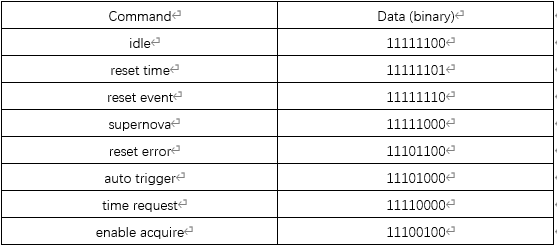 Command Data (binary)
idle 11111100
reset time 11111101
reset event 11111110
supernova 11111000
reset error 11101100
auto trigger 11101000
time request 11110000
enable acquire 11100100